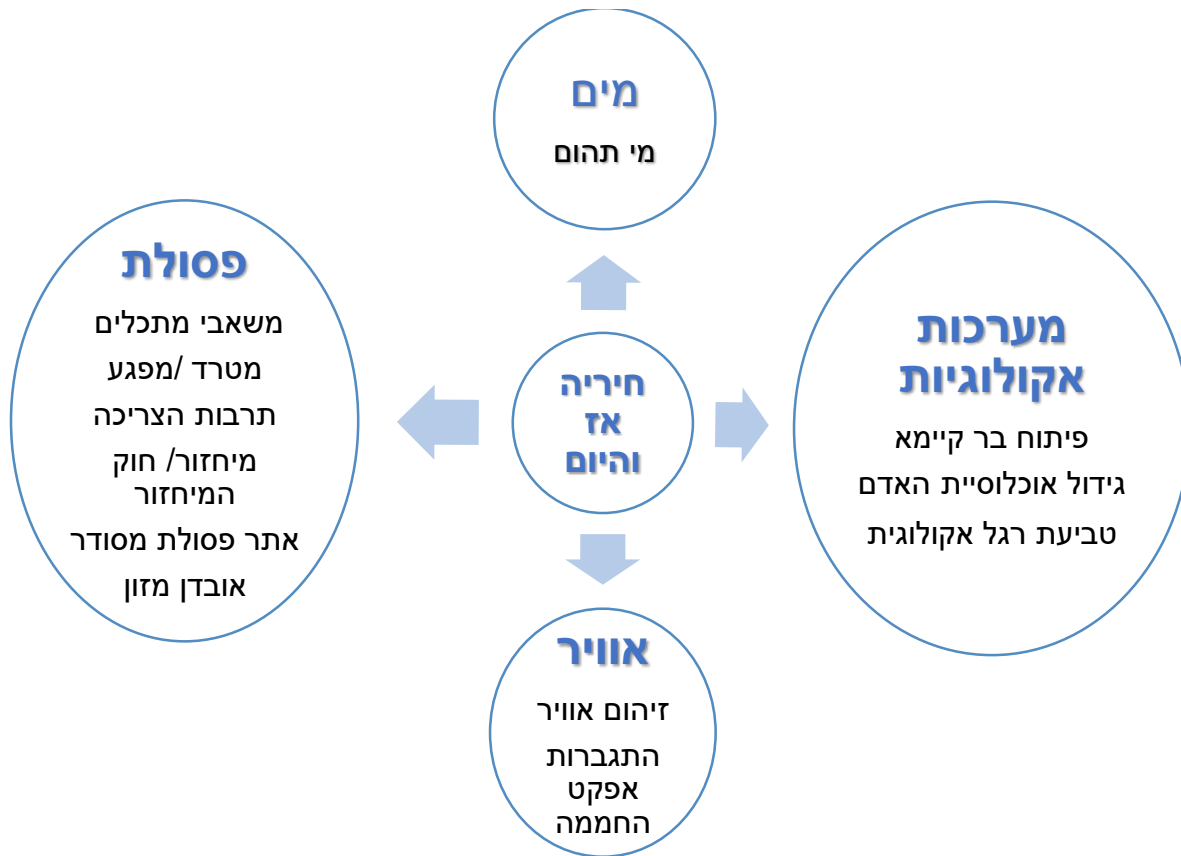 מים
מי תהום
מערכות
אקולוגיות
פיתוח בר קיימא
גידול אוכלוסיית האדם
טביעת רגל אקולוגית
חיריה
אז
והיום
פסולת
משאבי מתכלים
מטרד /מפגע
תרבות הצריכה
מיחזור/ חוק
המיחזור
אתר פסולת מסודר
אובדן מזון
אוויר
זיהום אוויר
התגברות
אפקט
החממה